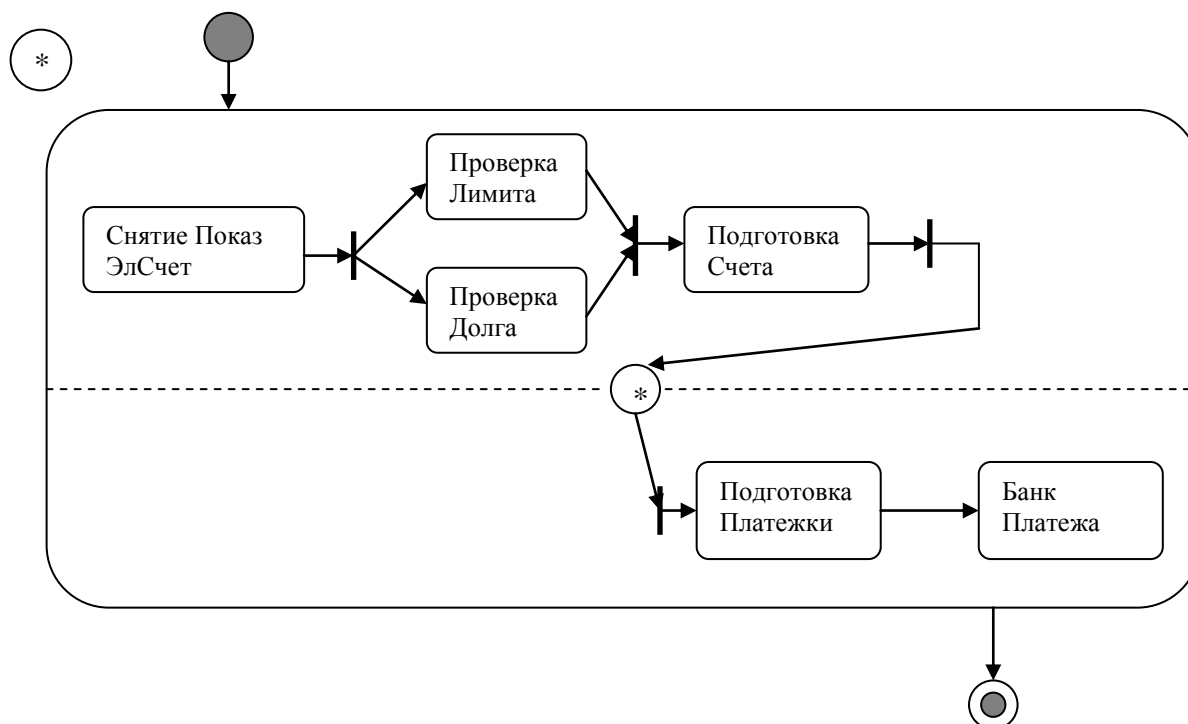 *
Проверка
Лимита
Снятие Показ
ЭлСчет
Подготовка
Счета
Проверка
Долга
*
Подготовка
Платежки
Банк
Платежа